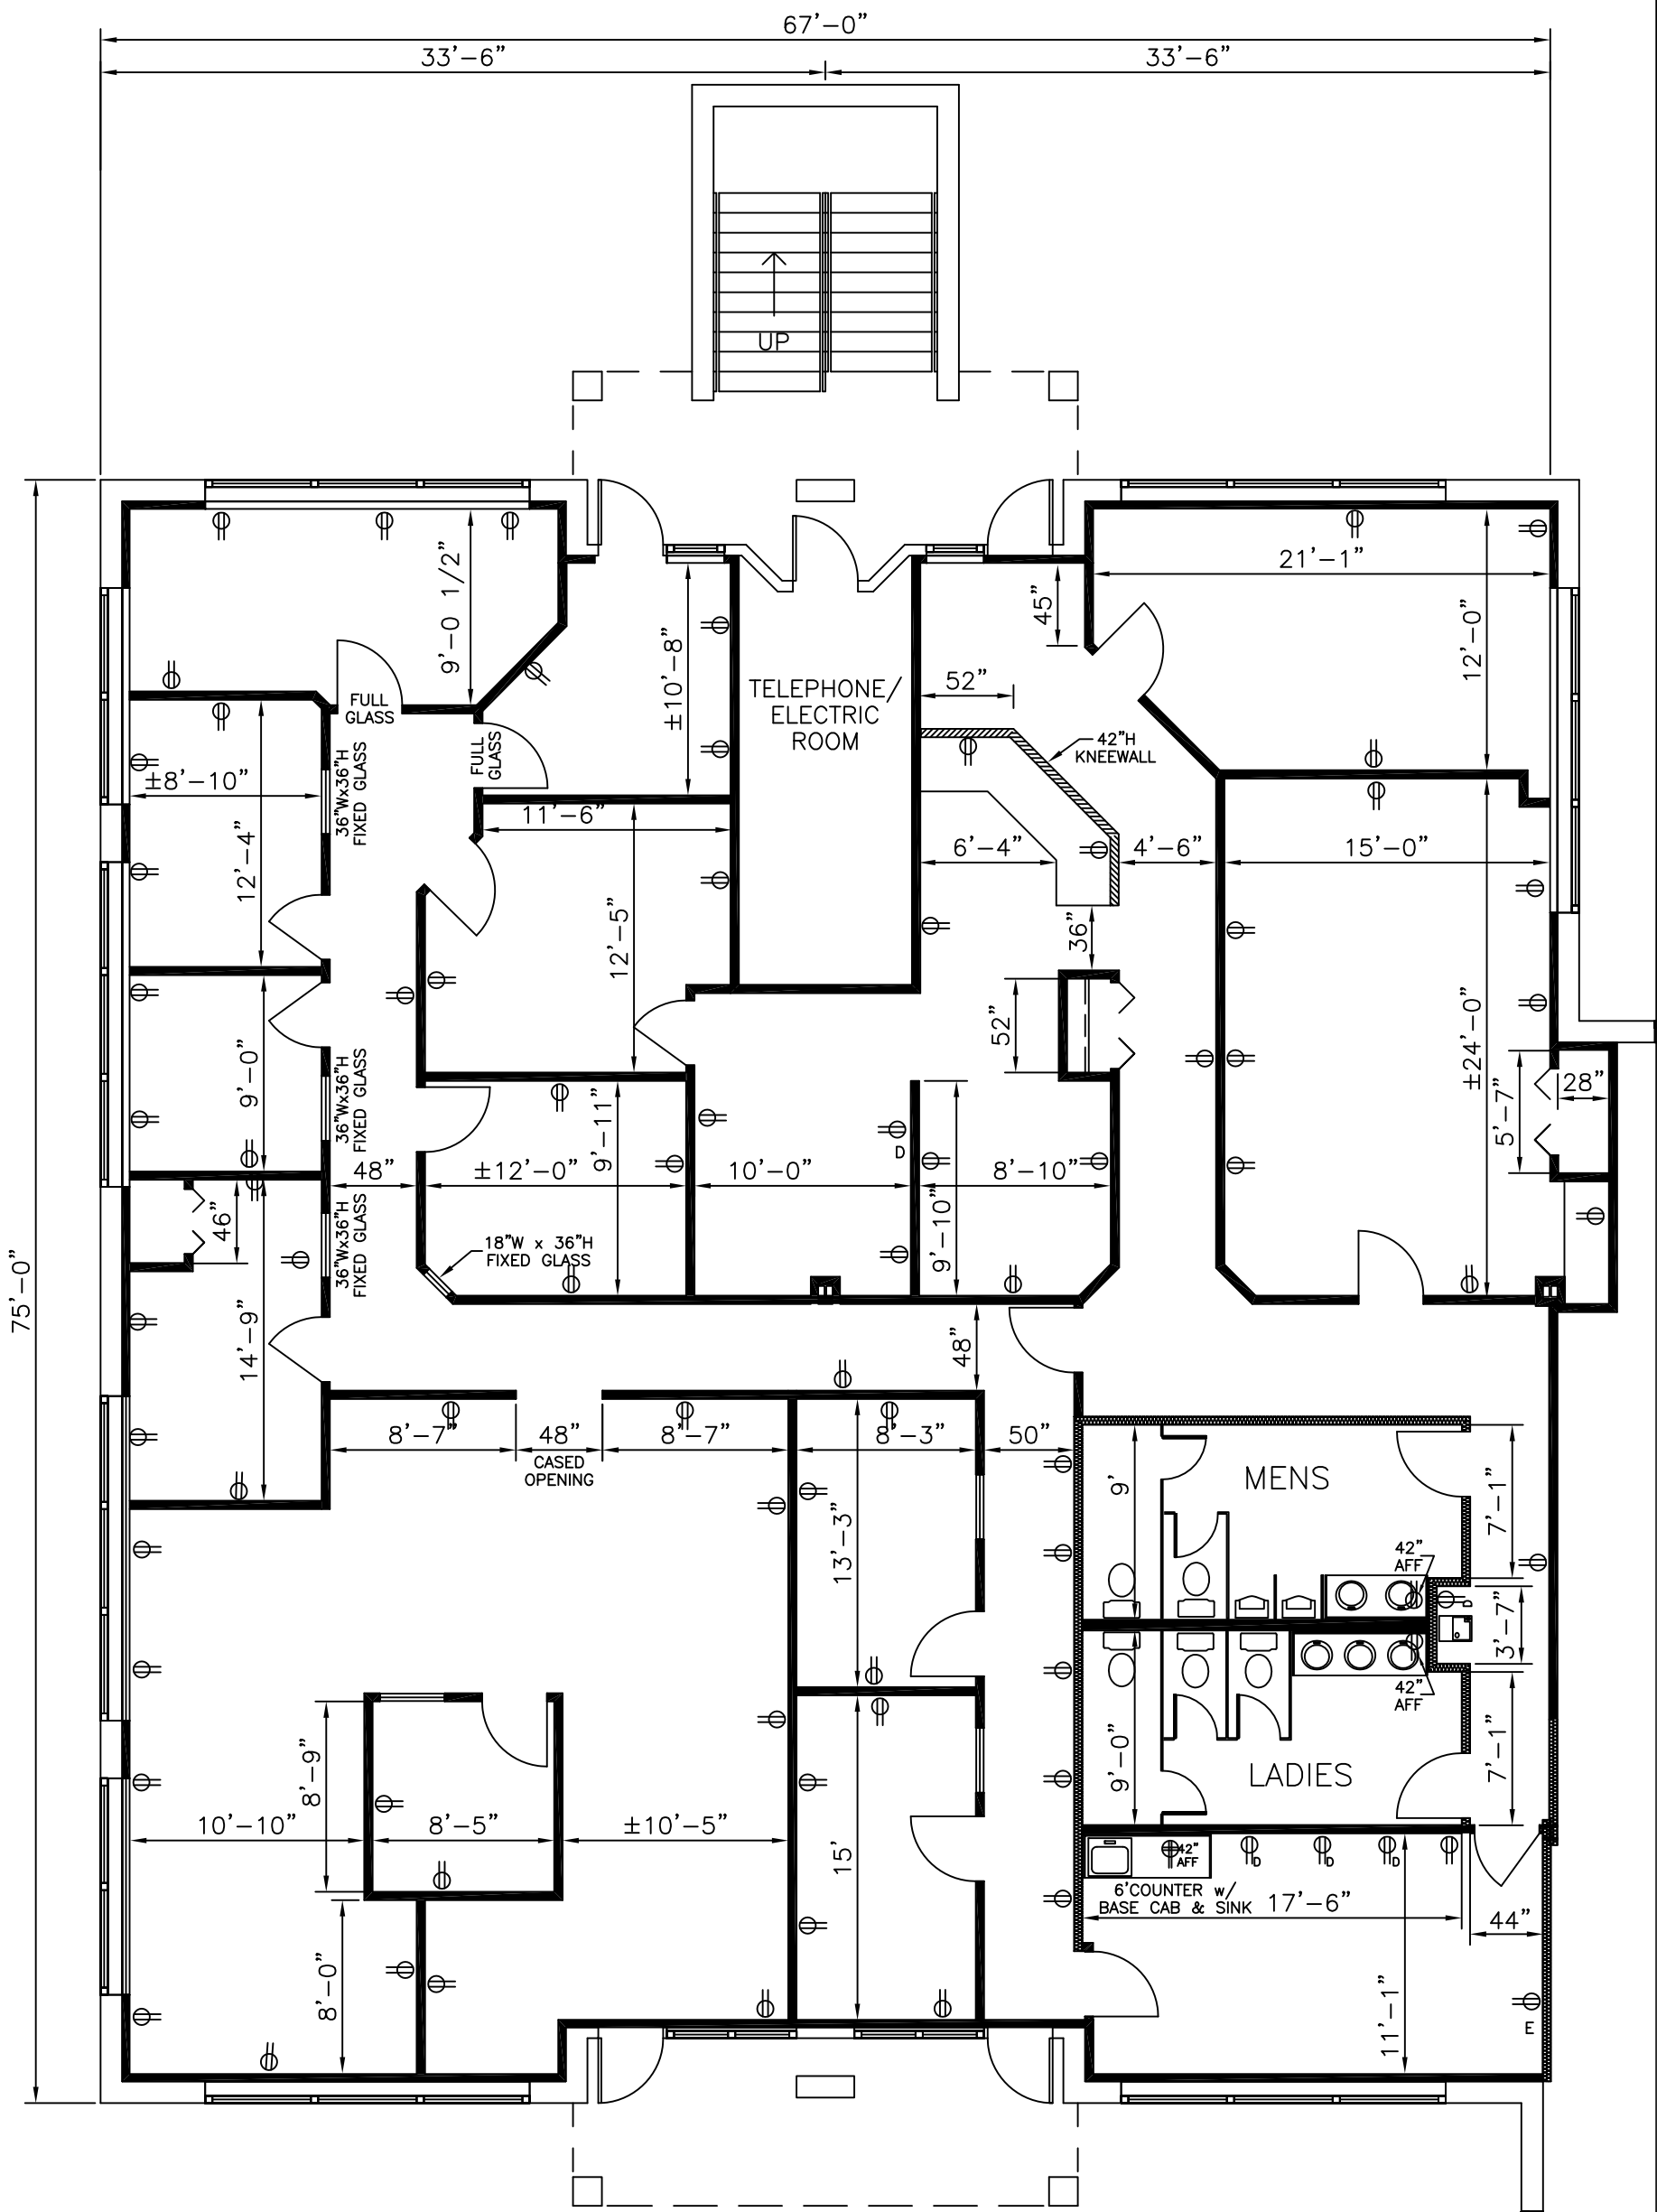 67'-0"
33'-6"
33'-6"
UP
9'-0 1/2"
±10'-8"
45"
21'-1"
12'-0"
TELEPHONE/
ELECTRIC
ROOM
52"
42"H
KNEEWALL
FULL
GLASS
FULL
GLASS
36"Wx36"H
FIXED GLASS
±8'-10"
12'-4"
11'-6"
12'-5"
6'-4"
4'-6"
15'-0"
36"
52"
±24'-0"
5'-7"
28"
9'-0"
36"Wx36"H
FIXED GLASS
48"
±12'-0"
9'-11"
10'-0"
D
8'-10"
9'-10"
46"
36"Wx36"H
FIXED GLASS
18"W x 36"H
FIXED GLASS
75'-0"
14'-9"
48"
8'-7"
48"
CASED
OPENING
8'-7"
8'-3"
50"
13'-3"
9'
MENS
7'-1"
42"
AFF
D
3'-7"
42"
AFF
9'-0"
LADIES
7'-1"
8'-9"
10'-10"
8'-5"
±10'-5"
15'
42"
AFF
D
D
D
6'COUNTER w/
BASE CAB & SINK
17'-6"
44"
8'-0"
11'-1"
E